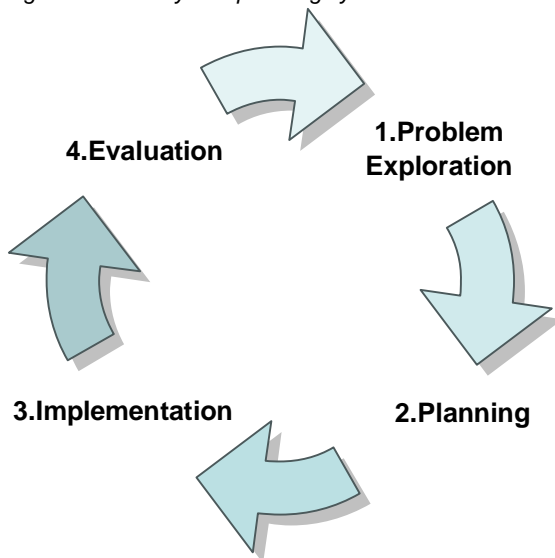 1.Problem
Exploration
2.Planning
3.Implementation
4.Evaluation